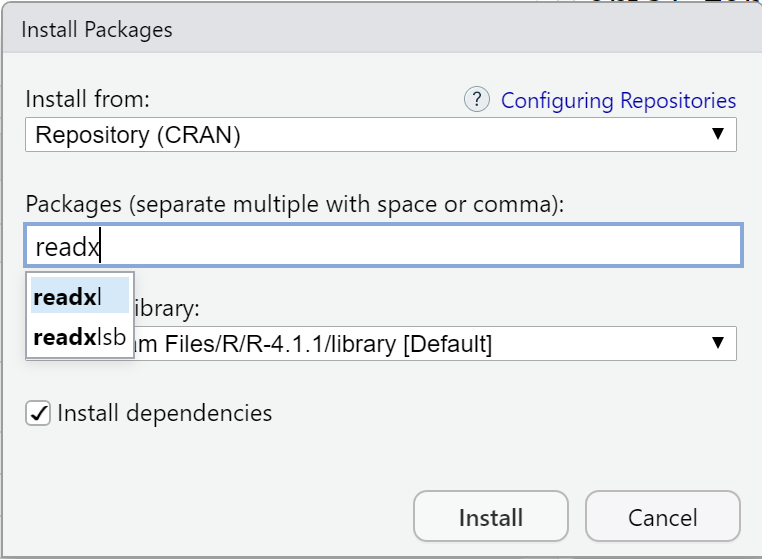 Install Packages
Install from:
? Configuring Repositories
Repository (CRAN)
Packages (separate multiple with space or comma):
readx
readxl
readxlsb
ibrary:
am Files/R/R-4.1.1/library [Default]
Install dependencies
Install
Cancel